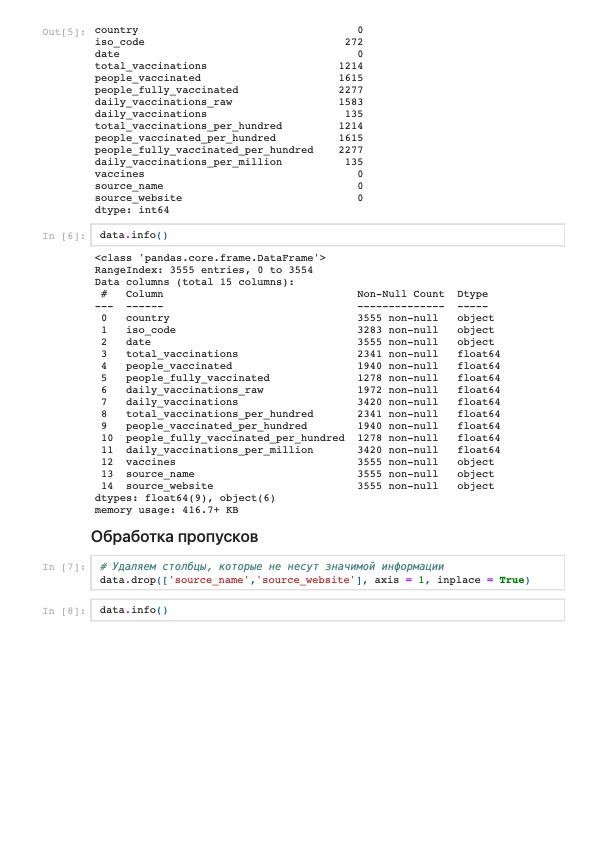 Out[5]: country 0
iso_code 272
date 0
total_vaccinations 1214
people_vaccinated 1615
people_fully_vaccinated 2277
daily_vaccinations_raw 1583
daily_vaccinations 135
total_vaccinations_per_hundred 1214
people_vaccinated_per_hundred 1615
people_fully_vaccinated_per_hundred 2277
daily_vaccinations_per_million 135
vaccines 0
source_name 0
source_website 0
dtype: int64
In [6]: data.info()
<class 'pandas.core.frame.DataFrame'>
RangeIndex: 3555 entries, 0 to 3554
Data columns (total 15 columns):
# Column Non-Null Count Dtype
--- ------ -------------- -----
0 country 3555 non-null object
1 iso_code 3283 non-null object
2 date 3555 non-null object
3 total_vaccinations 2341 non-null float64
4 people_vaccinated 1940 non-null float64
5 people_fully_vaccinated 1278 non-null float64
6 daily_vaccinations_raw 1972 non-null float64
7 daily_vaccinations 3420 non-null float64
8 total_vaccinations_per_hundred 2341 non-null float64
9 people_vaccinated_per_hundred 1940 non-null float64
10 people_fully_vaccinated_per_hundred 1278 non-null float64
11 daily_vaccinations_per_million 3420 non-null float64
12 vaccines 3555 non-null object
13 source_name 3555 non-null object
14 source_website 3555 non-null object
dtypes: float64(9), object(6)
memory usage: 416.7+ KB
Обработка пропусков
In [7]: # Удаляем столбцы, которые не несут значимой информации
data.drop(['source_name','source_website'], axis = 1, inplace = True)
In [8]: data.info()